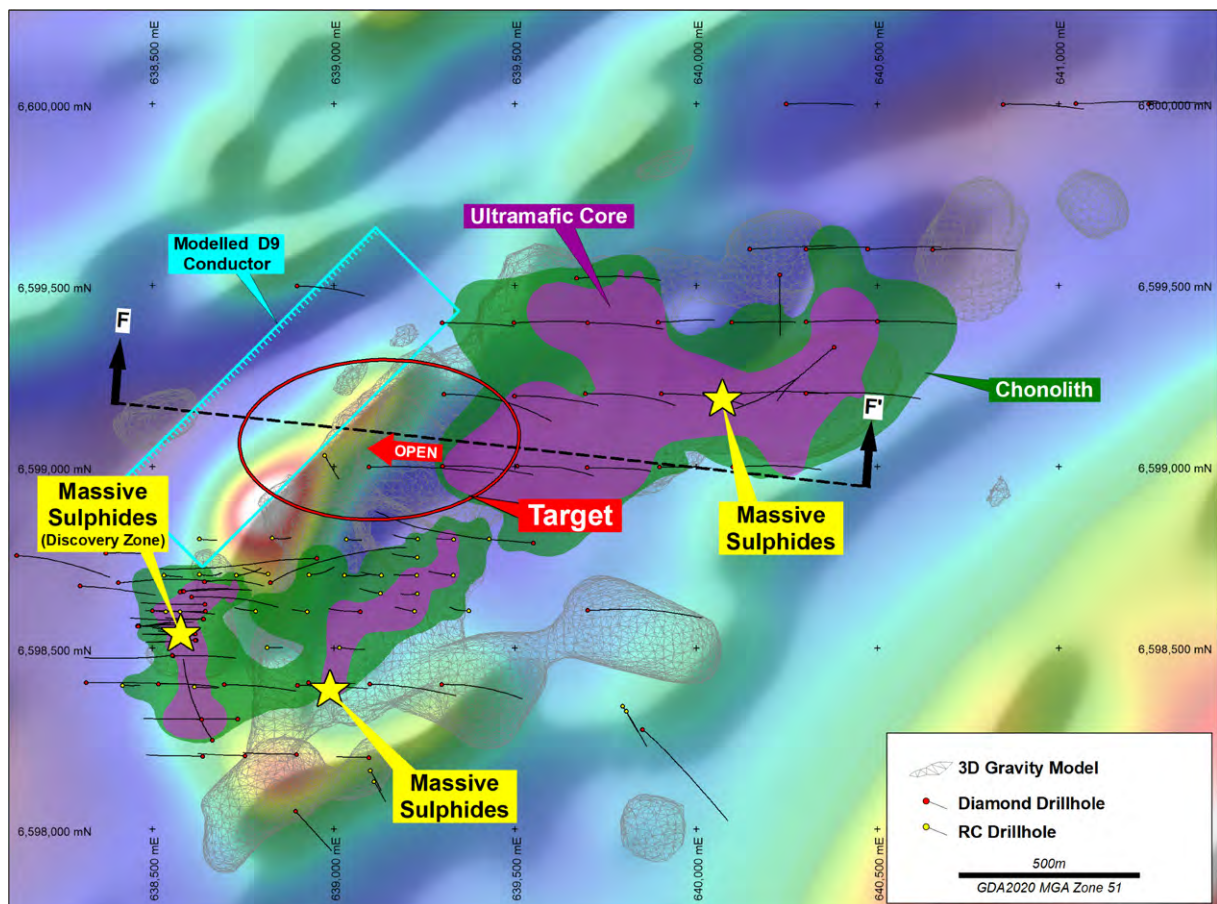 638,500 mE
639,000 mE
639,500 mE
640,000 mE
640,500 mE
641,000 mE
6,600,000 mN
6,600,000 mN
Ultramafic Core
Modelled D9
Conductor
6,599,500 mN
6,599,500 mN
F
Chonolith
F'
OPEN
6,599,000 mN
6,599,000 mN
Massive
Sulphides
(Discovery Zone)
Target
Massive
Sulphides
6,598,500 mN
6,598,500 mN
Massive
Sulphides
6,598,000 mN
638,500 mE
639,000 mE
639,500 mE
640,000 mE
640,500 mE
3D Gravity Model
Diamond Drillhole
RC Drillhole
500m
GDA2020 MGA Zone 51